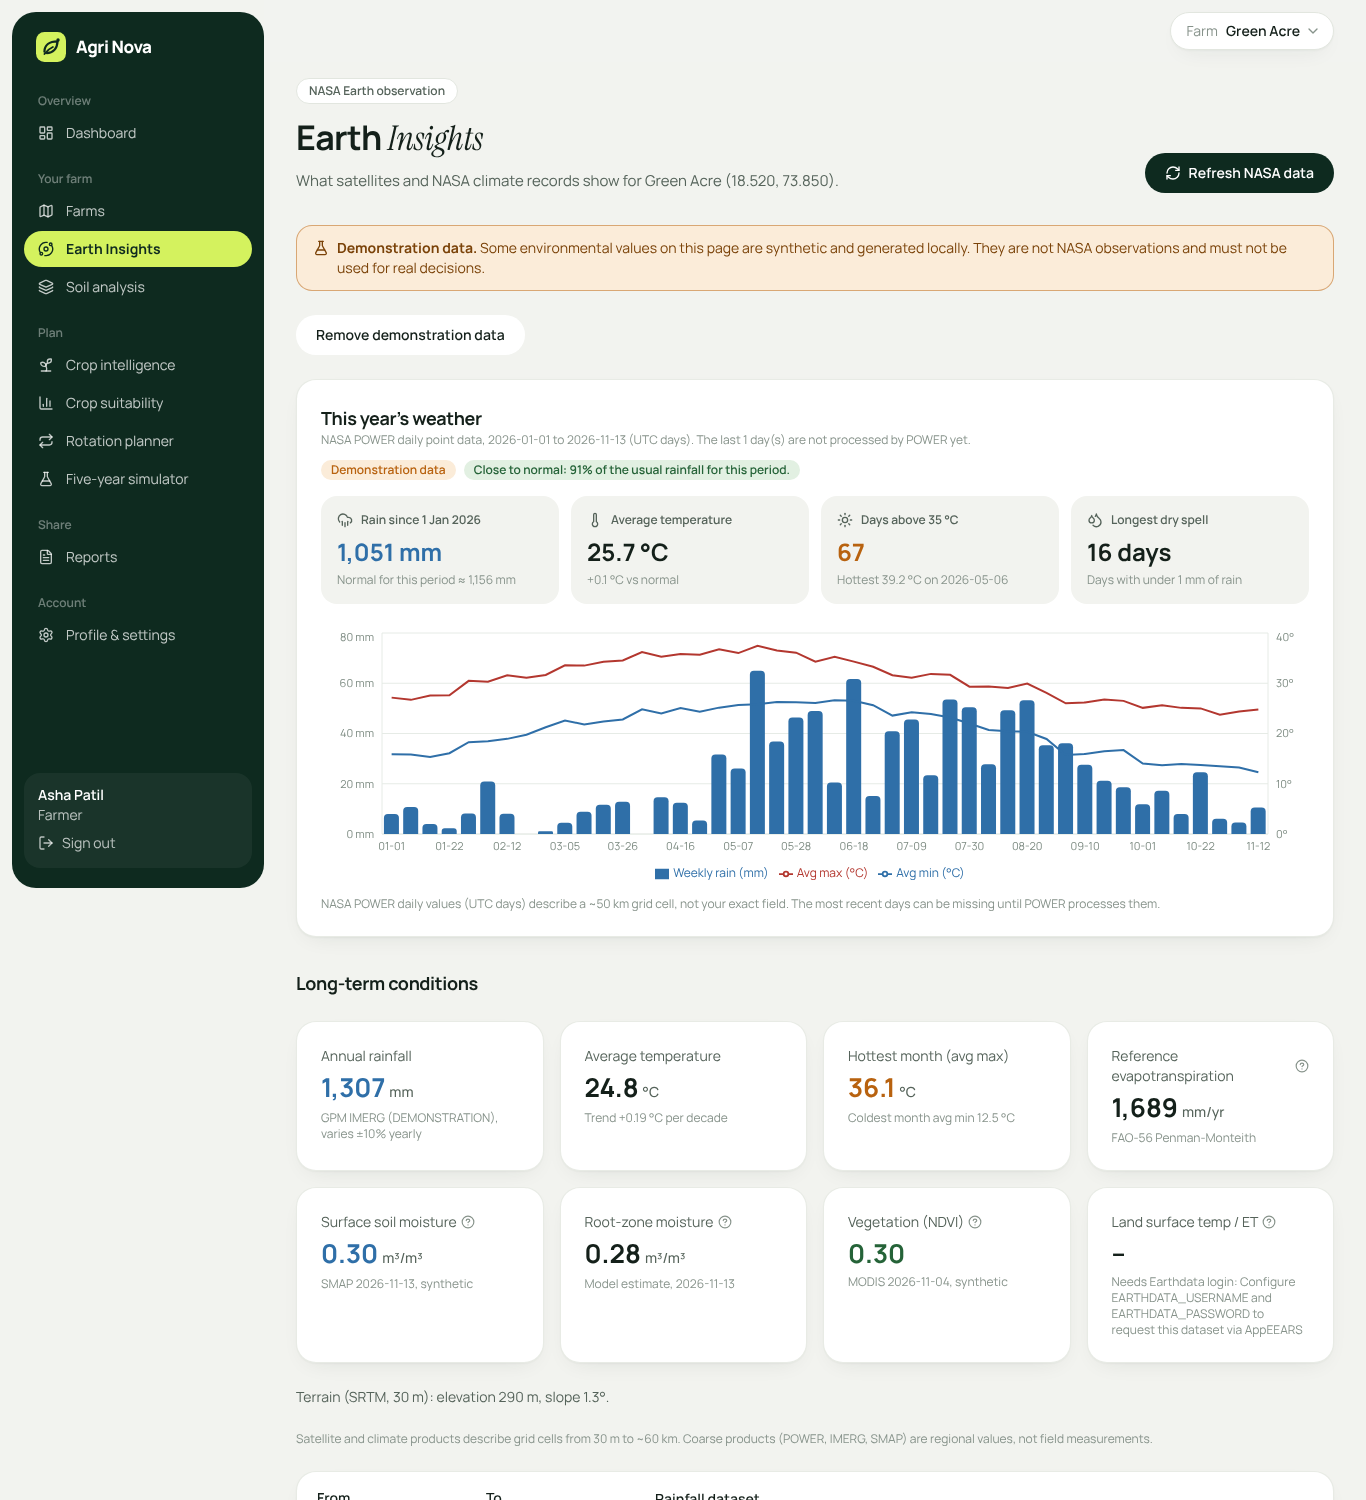 Agri Nova
Overview
Dashboard
Your farm
Farms
Earth Insights
Soil analysis
Plan
Crop intelligence
Crop suitability
Rotation planner
Five-year simulator
Share
Reports
Account
Profile & settings
Asha Patil
Farmer
Sign out
Farm Green Acre
NASA Earth observation
Earth Insights
What satellites and NASA climate records show for Green Acre (18.520, 73.850).
Refresh NASA data
Demonstration data. Some environmental values on this page are synthetic and generated locally. They are not NASA observations and must not be
used for real decisions.
Remove demonstration data
This year's weather
NASA POWER daily point data, 2026-01-01 to 2026-11-13 (UTC days). The last 1 day(s) are not processed by POWER yet.
Demonstration data
Close to normal: 91% of the usual rainfall for this period.
Rain since 1 Jan 2026
1,051 mm
Normal for this period ≈ 1,156 mm
Average temperature
25.7 °C
+0.1 °C vs normal
Days above 35 °C
67
Hottest 39.2 °C on 2026-05-06
Longest dry spell
16 days
Days with under 1 mm of rain
80 mm
60 mm
40 mm
20 mm
0 mm
40°
30°
20°
10°
0°
01-01 01-22 02-12 03-05 03-26 04-16 05-07 05-28 06-18 07-09 07-30 08-20 09-10 10-01 10-22 11-12
Weekly rain (mm) Avg max (°C) Avg min (°C)
NASA POWER daily values (UTC days) describe a ~50 km grid cell, not your exact field. The most recent days can be missing until POWER processes them.
Long-term conditions
Annual rainfall
1,307 mm
GPM IMERG (DEMONSTRATION),
varies ±10% yearly
Average temperature
24.8 °C
Trend +0.19 °C per decade
Hottest month (avg max)
36.1 °C
Coldest month avg min 12.5 °C
Reference
evapotranspiration
1,689 mm/yr
FAO-56 Penman-Monteith
Surface soil moisture
0.30 m³/m³
SMAP 2026-11-13, synthetic
Root-zone moisture
0.28 m³/m³
Model estimate, 2026-11-13
Vegetation (NDVI)
0.30
MODIS 2026-11-04, synthetic
Land surface temp / ET
–
Needs Earthdata login: Configure
EARTHDATA_USERNAME and
EARTHDATA_PASSWORD to
request this dataset via AppEEARS
Terrain (SRTM, 30 m): elevation 290 m, slope 1.3°.
Satellite and climate products describe grid cells from 30 m to ~60 km. Coarse products (POWER, IMERG, SMAP) are regional values, not field measurements.
From
To
Rainfall dataset